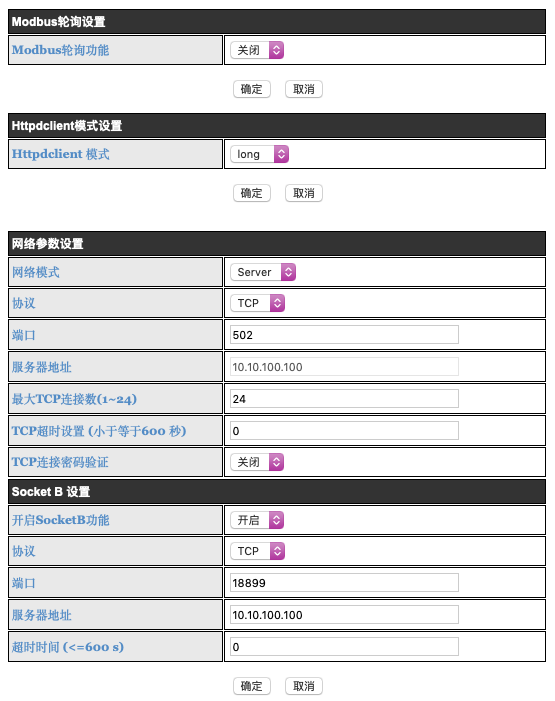 Modbus轮询设置
Modbus轮询功能 关闭
确定 取消
Httpdclient模式设置
Httpdclient 模式 long
确定 取消
网络参数设置
网络模式 Server
协议 TCP
端口 502
服务器地址 10.10.100.100
最大TCP连接数(1~24) 24
TCP超时设置 (小于等于600 秒) 0
TCP连接密码验证 关闭
Socket B 设置
开启SocketB功能 开启
协议 TCP
端口 18899
服务器地址 10.10.100.100
超时时间 (<=600 s) 0
确定 取消